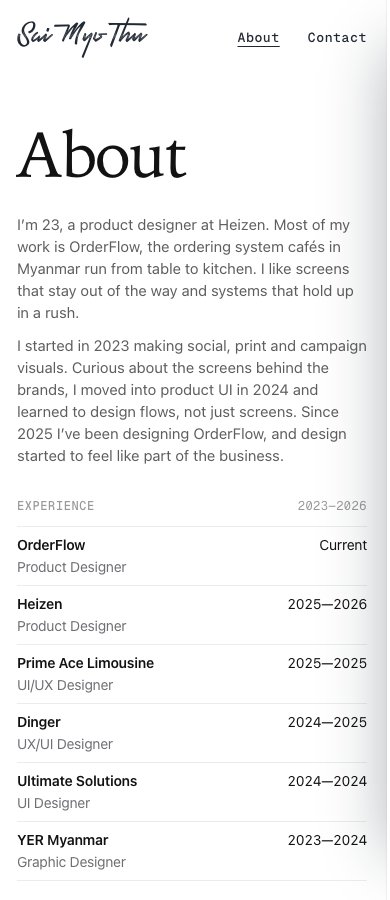 Sai Myo Thu
About
Contact
About
I’m 23, a product designer at Heizen. Most of my
work is OrderFlow, the ordering system cafés in
Myanmar run from table to kitchen. I like screens
that stay out of the way and systems that hold up
in a rush.
I started in 2023 making social, print and campaign
visuals. Curious about the screens behind the
brands, I moved into product UI in 2024 and
learned to design flows, not just screens. Since
2025 I’ve been designing OrderFlow, and design
started to feel like part of the business.
EXPERIENCE 2023–2026
OrderFlow Current
Product Designer
Heizen 2025—2026
Product Designer
Prime Ace Limousine 2025—2025
UI/UX Designer
Dinger 2024—2025
UX/UI Designer
Ultimate Solutions 2024—2024
UI Designer
YER Myanmar 2023—2024
Graphic Designer